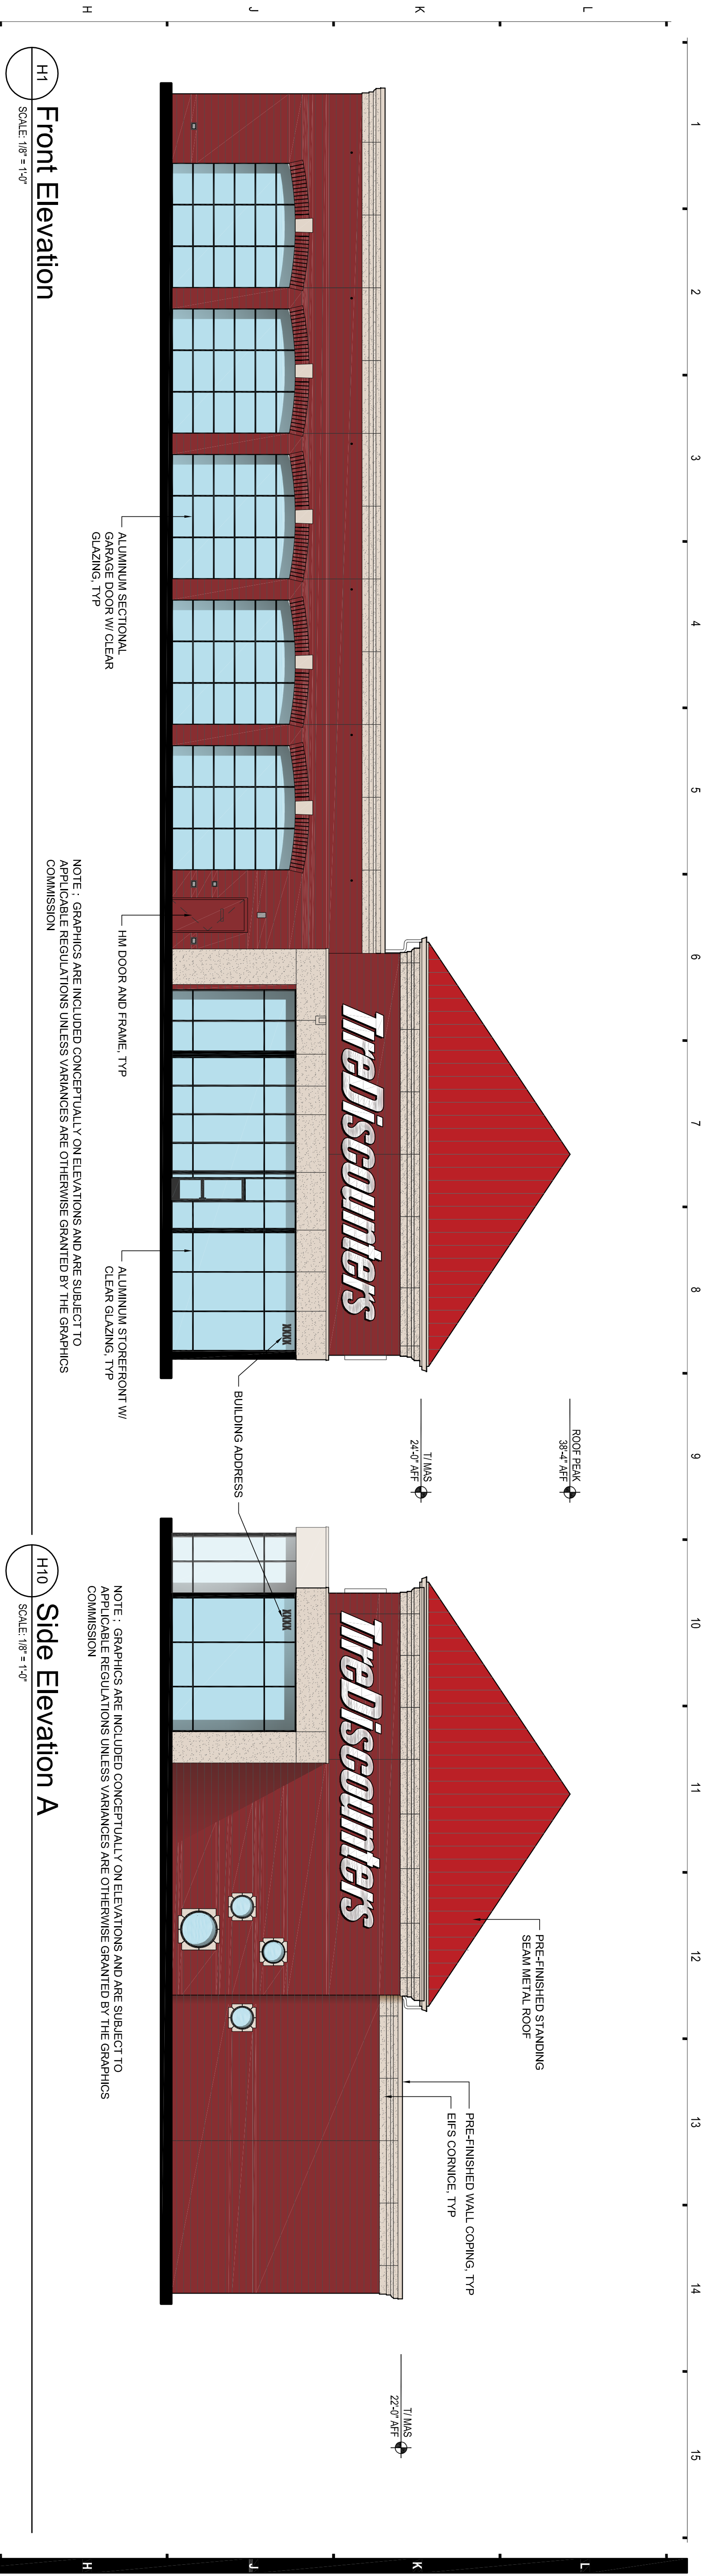 1
2
3
4
5
6
7
8
9
10
11
12
13
14
15
L
L
K
K
J
J
H
H
ROOF PEAK
38'-4" AFF
T/ MAS
24'-0" AFF
TireDiscounters
XXXX
ALUMINUM SECTIONAL
GARAGE DOOR W/ CLEAR
GLAZING, TYP
HM DOOR AND FRAME, TYP
ALUMINUM STOREFRONT W/
CLEAR GLAZING, TYP
BUILDING ADDRESS
NOTE : GRAPHICS ARE INCLUDED CONCEPTUALLY ON ELEVATIONS AND ARE SUBJECT TO
APPLICABLE REGULATIONS UNLESS VARIANCES ARE OTHERWISE GRANTED BY THE GRAPHICS
COMMISSION
H1
Front Elevation
SCALE: 1/8" = 1'-0"
PRE-FINISHED STANDING
SEAM METAL ROOF
PRE-FINISHED WALL COPING, TYP
EIFS CORNICE, TYP
T/ MAS
22'-0" AFF
TireDiscounters
XXXX
NOTE : GRAPHICS ARE INCLUDED CONCEPTUALLY ON ELEVATIONS AND ARE SUBJECT TO
APPLICABLE REGULATIONS UNLESS VARIANCES ARE OTHERWISE GRANTED BY THE GRAPHICS
COMMISSION
H10
Side Elevation A
SCALE: 1/8" = 1'-0"